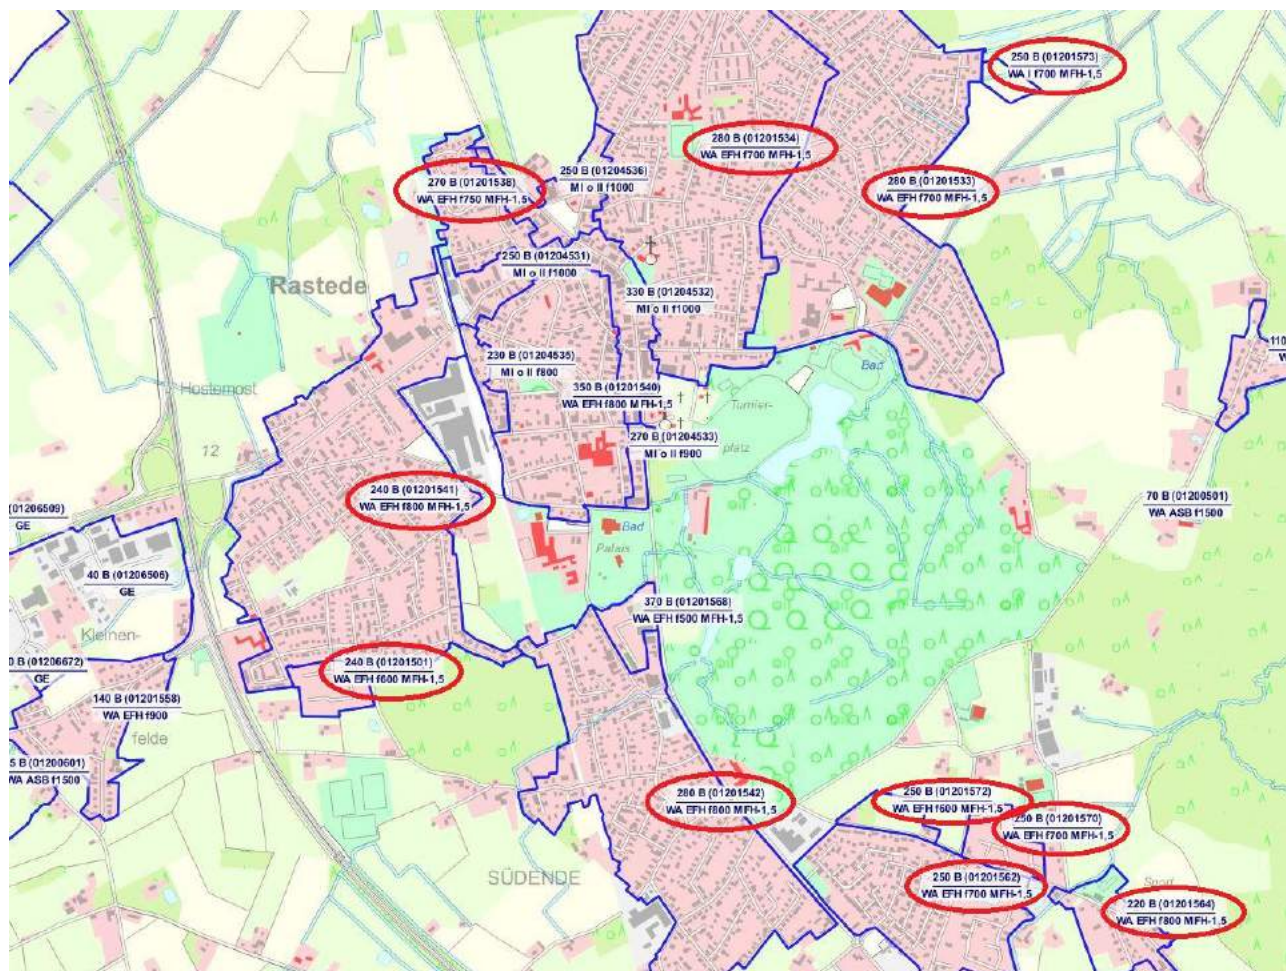 250 B (01201573)
WA I f700 MFH-1,5
280 B (01201534)
WA EFH f700 MFH-1,5
250 B (01204536)
MI o II f1000
270 B (01201538)
WA EFH f750 MFH-1,5
280 B (01201533)
WA EFH f700 MFH-1,5
250 B (01204531)
MI o II f1000
Rastede
330 B (01204532)
MI o II f1000
110
W
230 B (01204535)
MI o II f800
Bad
Hostemost
350 B (01201540)
WA EFH f800 MFH-1,5
Turnier-
platz
270 B (01204533)
MI o II f900
12
240 B (01201541)
WA EFH f800 MFH-1,5
70 B (01200501)
WA ASB f1500
(01206509)
GE
Bad
Palais
40 B (01206506)
GE
370 B (01201568)
WA EFH f500 MFH-1,5
Kleinen-
felde
0 B (01206672)
GE
240 B (01201501)
WA EFH f600 MFH-1,5
140 B (01201558)
WA EFH f900
5 B (01200601)
WA ASB f1500
280 B (01201542)
WA EFH f800 MFH-1,5
250 B (01201572)
WA EFH f600 MFH-1,5
250 B (01201570)
WA EFH f700 MFH-1,5
SÜDENDE
250 B (01201562)
WA EFH f700 MFH-1,5
Sport
220 B (01201564)
WA EFH f800 MFH-1,5